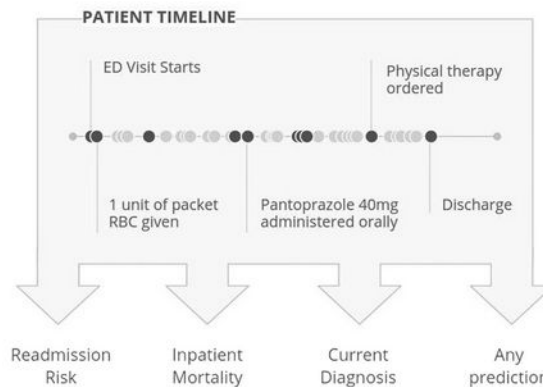 PATIENT TIMELINE
ED Visit Starts
Physical therapy
ordered
1 unit of packet
RBC given
Pantoprazole 40mg
administered orally
Discharge
Readmission
Risk
Inpatient
Mortality
Current
Diagnosis
Any
prediction